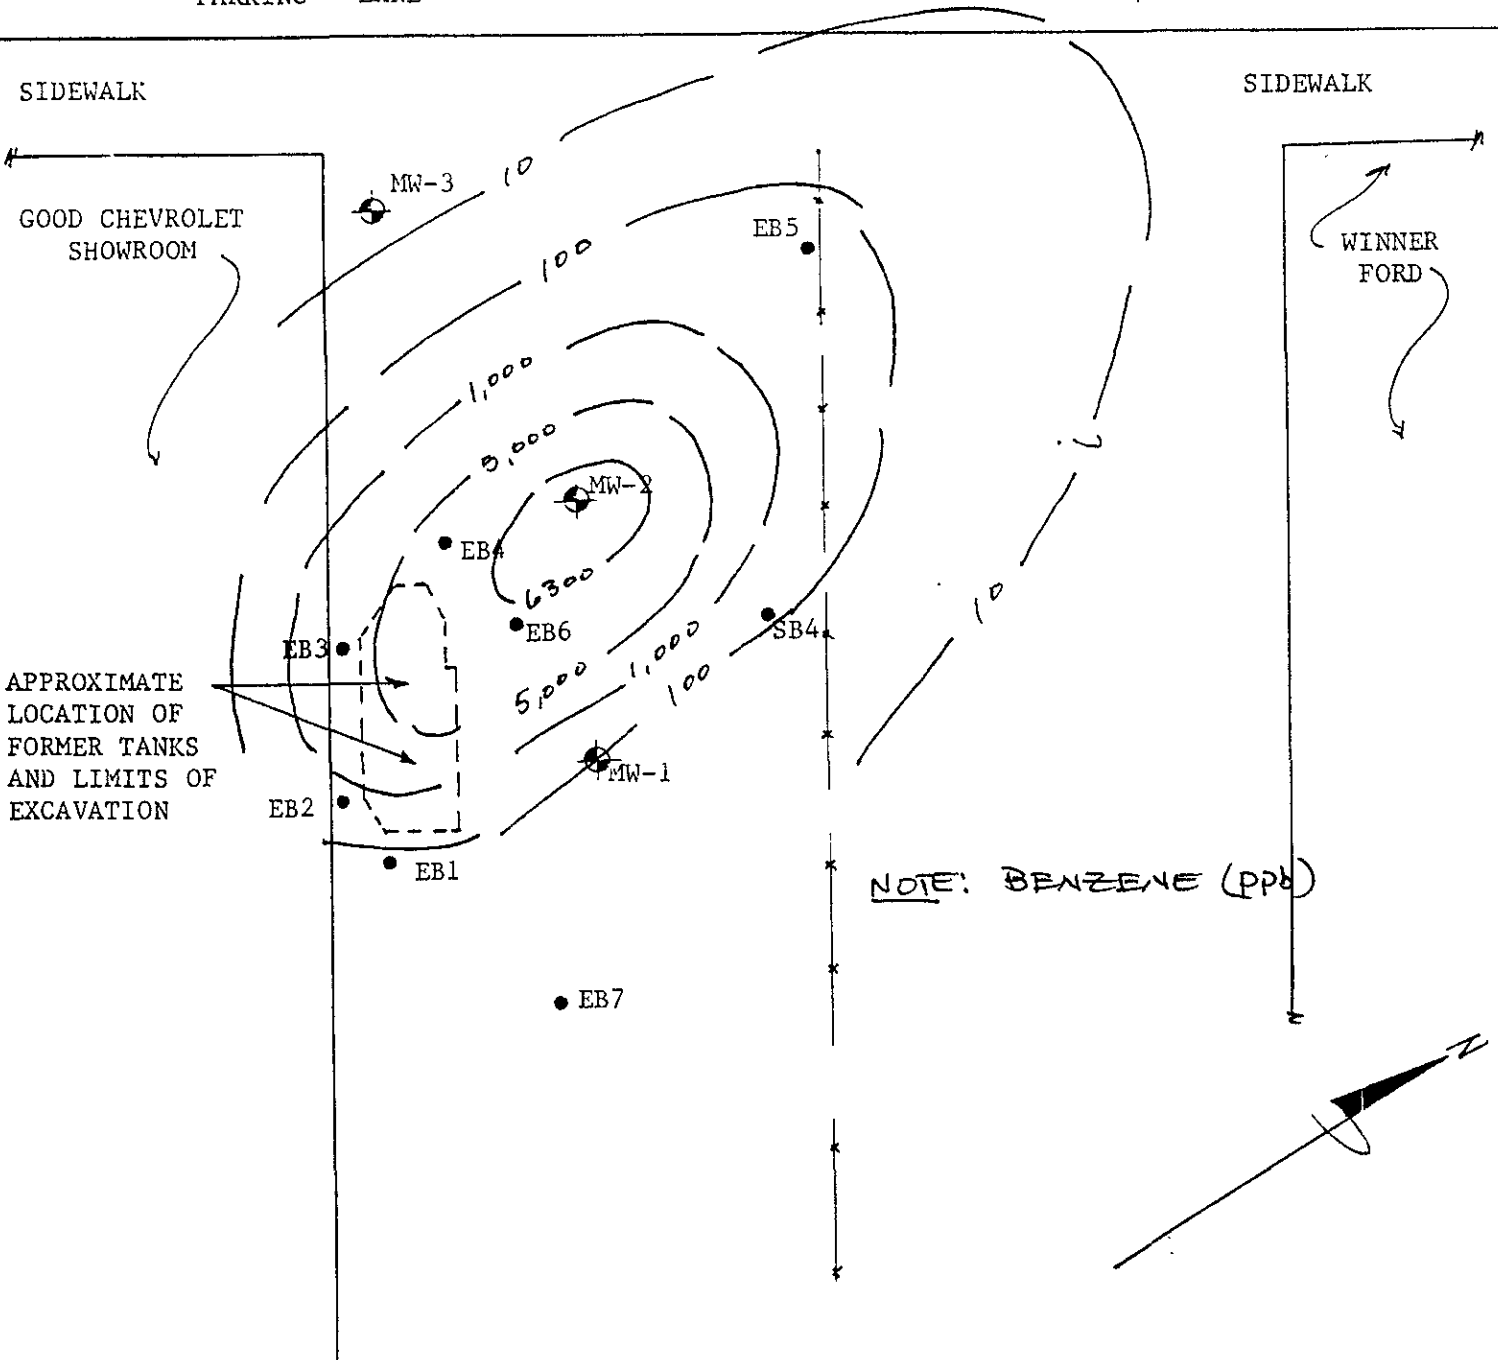 SIDEWALK
SIDEWALK
MW-3
10
GOOD CHEVROLET
SHOWROOM
EB5
WINNER
FORD
100
1,000
5,000
MW-2
EB4
6300
EB6
SB4
10
?
EB3
1,000
5,000
100
APPROXIMATE
LOCATION OF
FORMER TANKS
AND LIMITS OF
EXCAVATION
MW-1
EB2
EB1
NOTE: BENZENE (ppb)
EB7
N